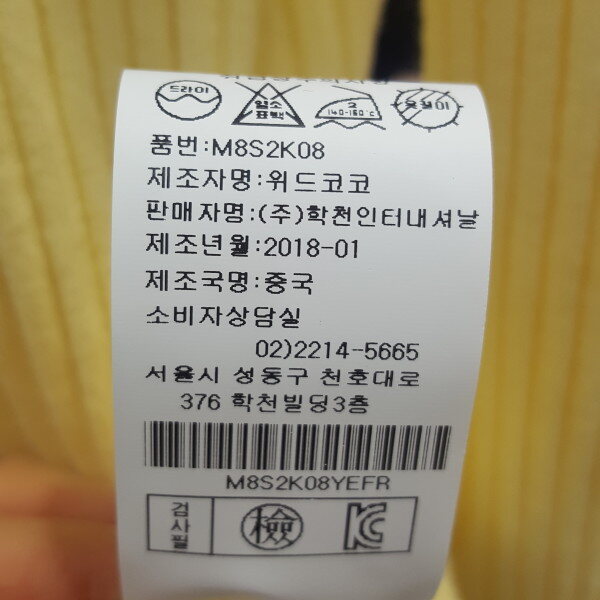 드라이
염소
표백
2
140-160℃
옷걸이
품번:M8S2K08
제조자명:위드코코
판매자명:(주)학천인터내셔날
제조년월:2018-01
제조국명:중국
소비자상담실
02)2214-5665
서울시 성동구 천호대로
376 학천빌딩3층
M8S2K08YEFR
검사필
檢
KC